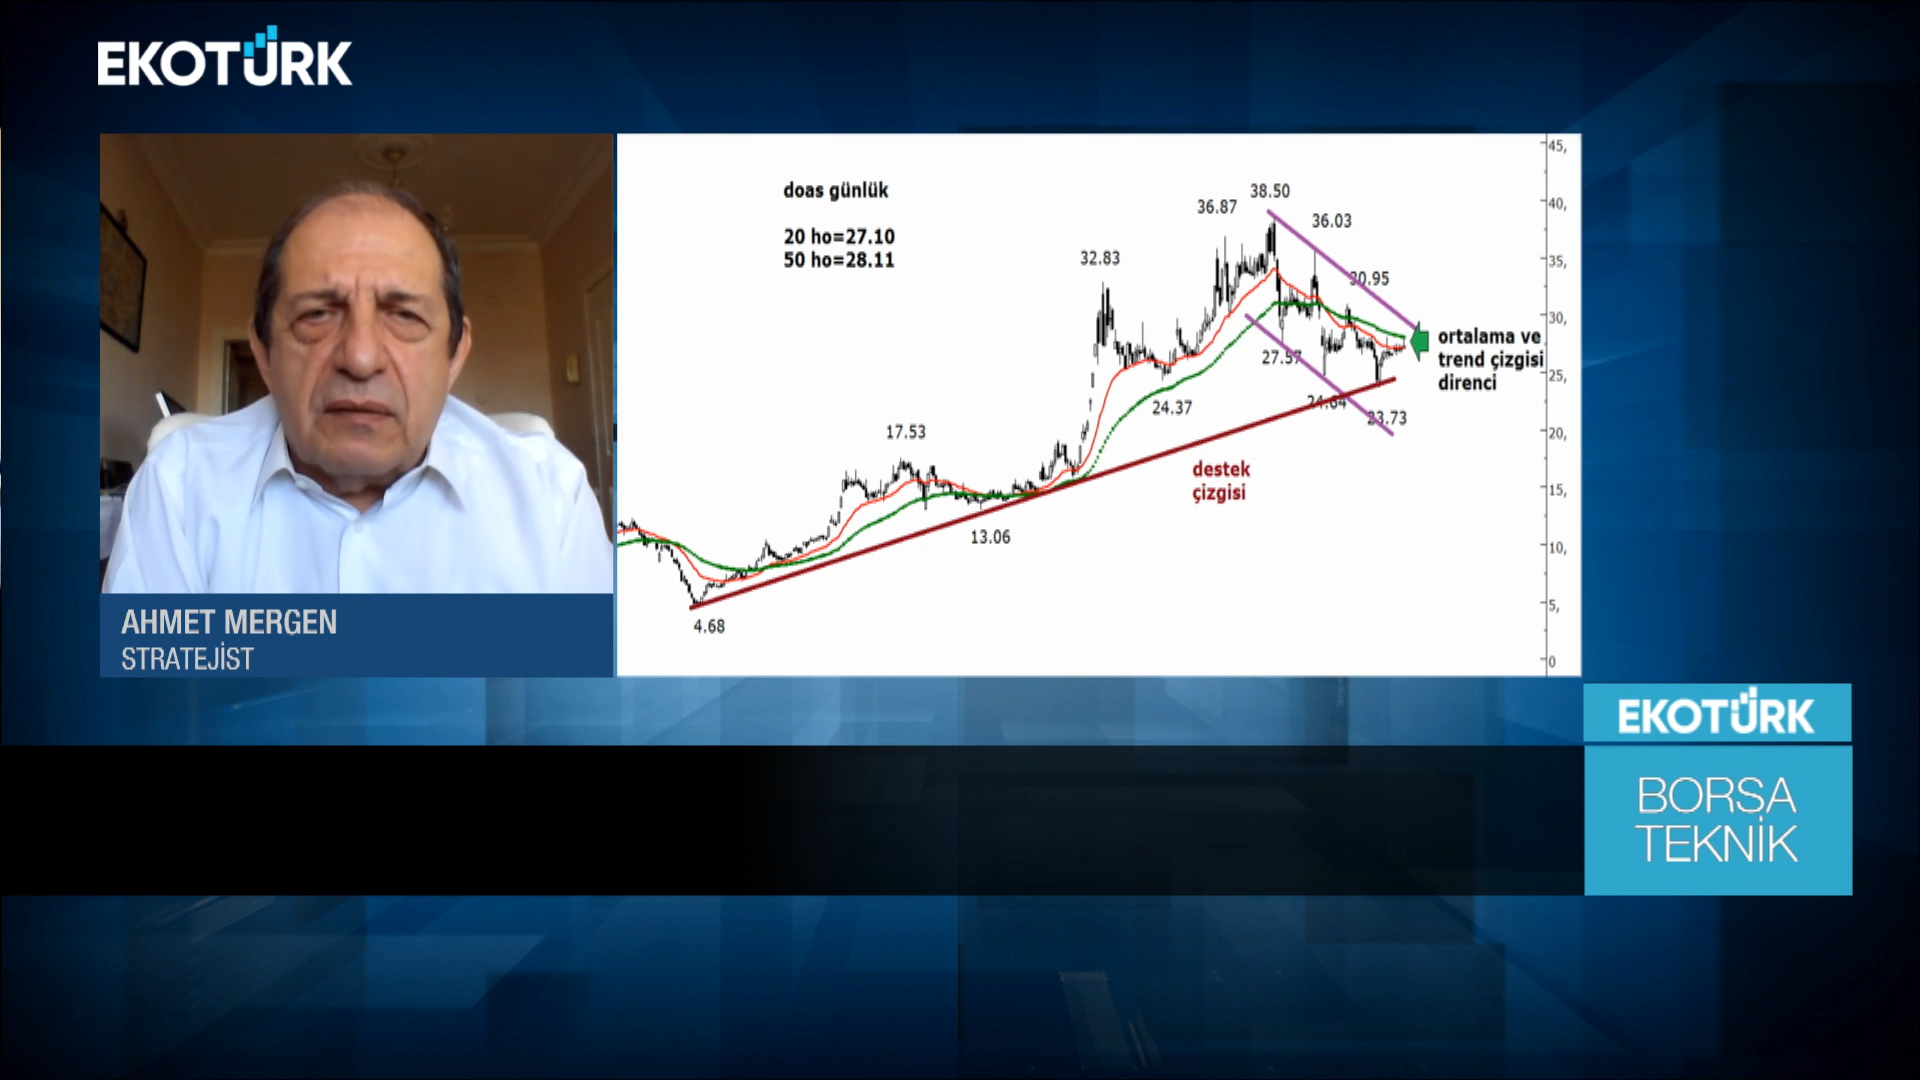 EKOTÜRK
doas günlük
20 ho=27.10
50 ho=28.11
45,
40,
35,
30,
25,
20,
15,
10,
5,
0
38.50
36.87
36.03
32.83
30.95
ortalama ve
trend çizgisi
direnci
27.57
24.37
24.64
23.73
17.53
destek
çizgisi
13.06
4.68
AHMET MERGEN
STRATEJİST
EKOTÜRK
BORSA
TEKNİK